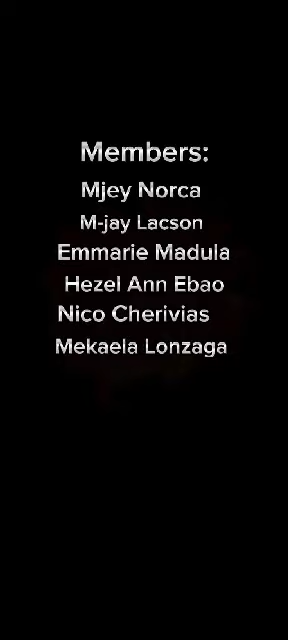 Members:
Mjey Norca
M-jay Lacson
Emmarie Madula
Hezel Ann Ebao
Nico Cherivias
Mekaela Lonzaga